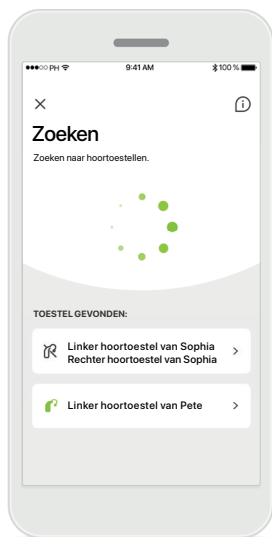 ●●●○○ PH 9:41 AM 100 %
Zoeken
Zoeken naar hoortoestellen.
TOESTEL GEVONDEN:
Linker hoortoestel van Sophia
Rechter hoortoestel van Sophia
Linker hoortoestel van Pete